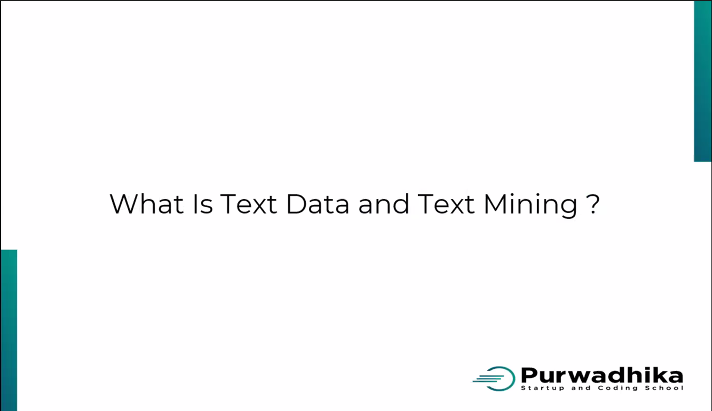 What Is Text Data and Text Mining ?
Purwadhika
Startup and Coding School